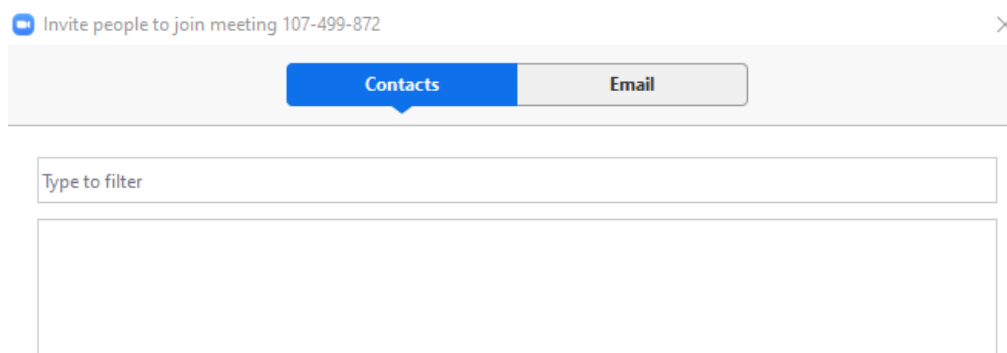 Invite people to join meeting 107-499-872
Contacts
Email
Type to filter